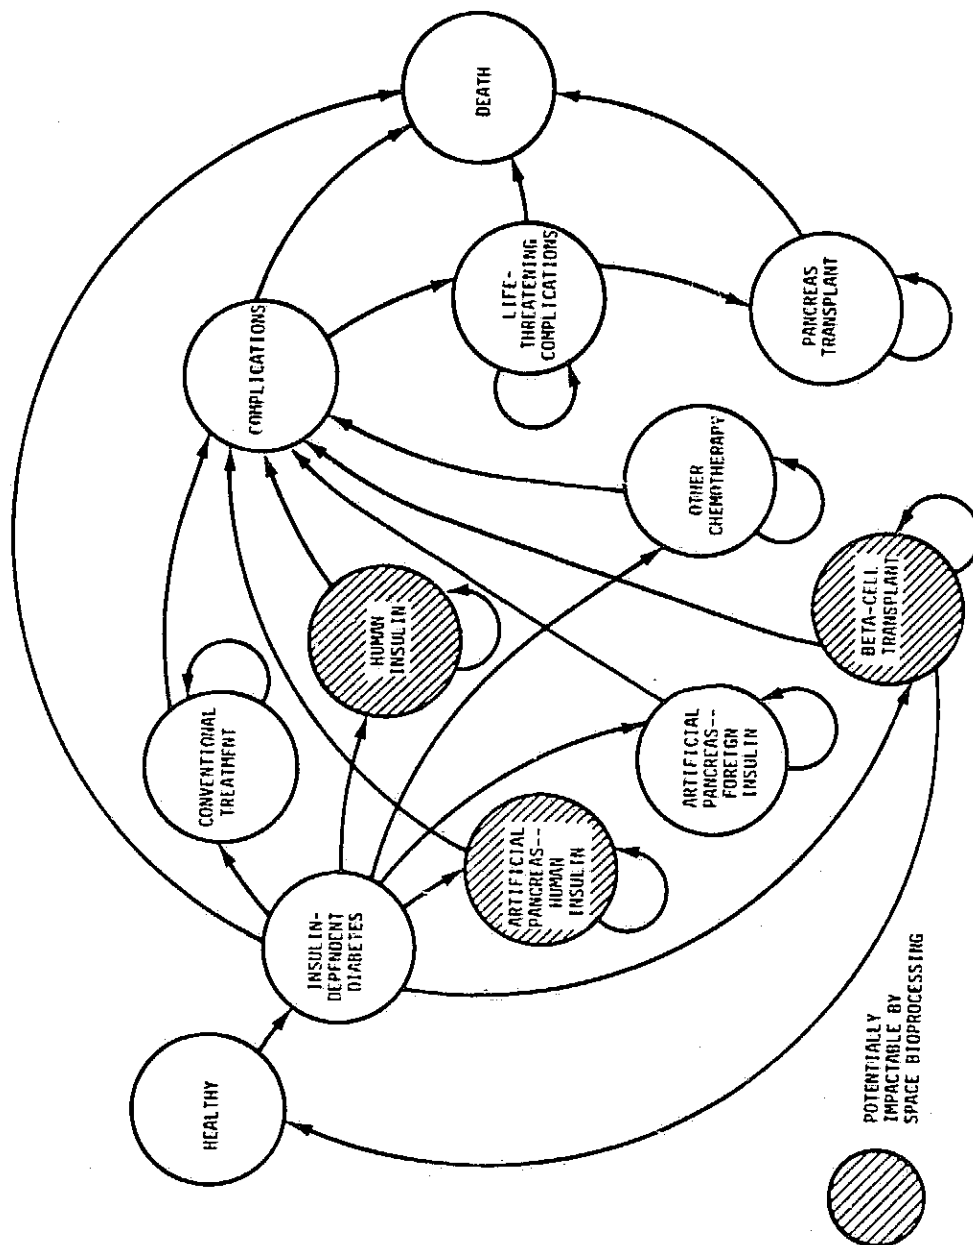 HEALTHY
INSULIN-
DEPENDENT
DIABETES
CONVENTIONAL
TREATMENT
HUMAN
INSULIN
ARTIFICIAL
PANCREAS--
HUMAN
INSULIN
ARTIFICIAL
PANCREAS--
FOREIGN
INSULIN
OTHER
CHEMOTHERAPY
BETA-CELL
TRANSPLANT
COMPLICATIONS
LIFE-
THREATENING
COMPLICATIONS
PANCREAS
TRANSPLANT
DEATH
POTENTIALLY
IMPACTABLE BY
SPACE BIOPROCESSING